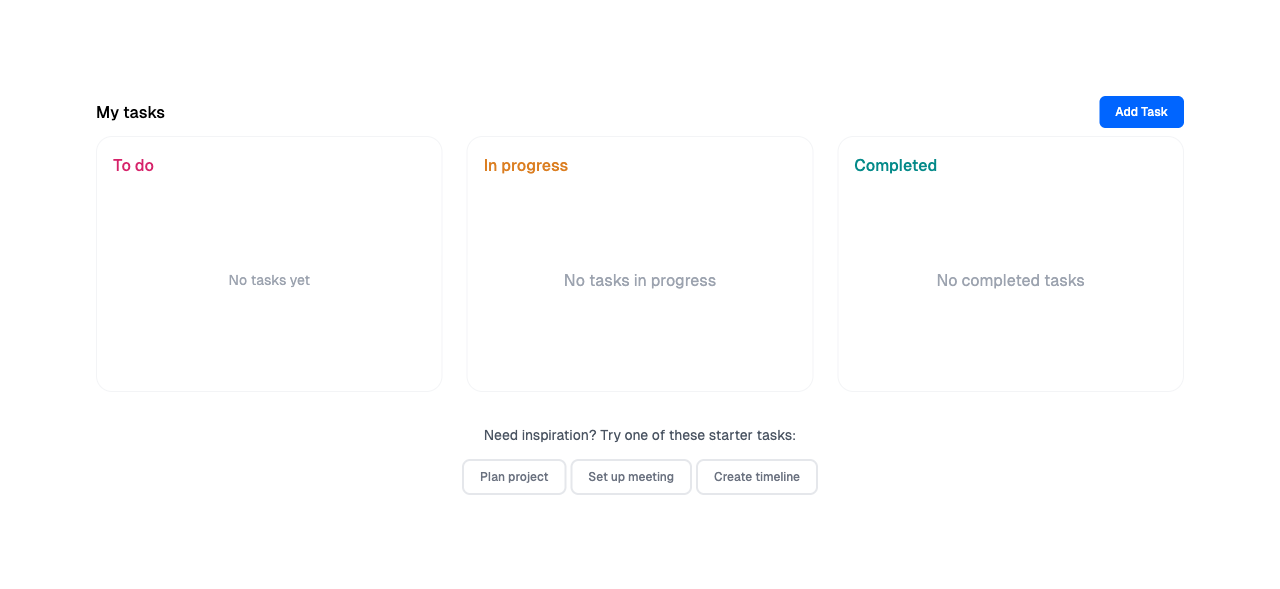 My tasks
Add Task
To do
In progress
Completed
No tasks yet
No tasks in progress
No completed tasks
Need inspiration? Try one of these starter tasks:
Plan project
Set up meeting
Create timeline